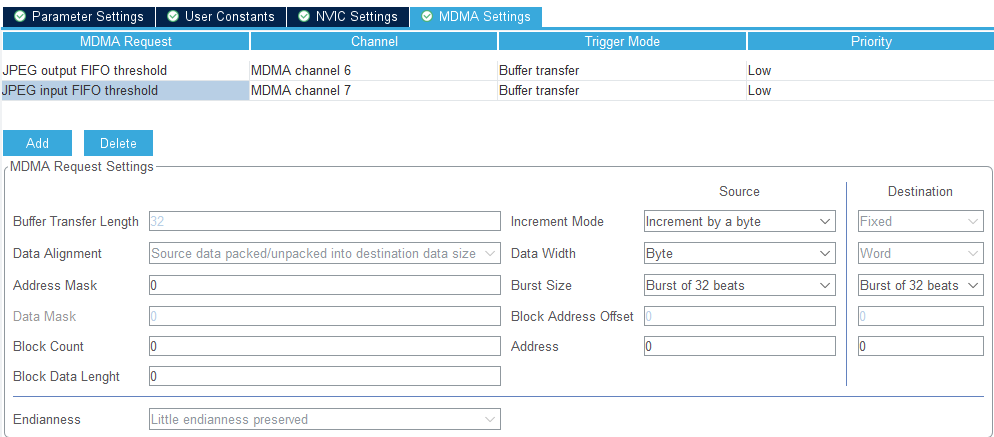 Parameter Settings User Constants NVIC Settings MDMA Settings
MDMA Request Channel Trigger Mode Priority
JPEG output FIFO threshold MDMA channel 6 Buffer transfer Low
JPEG input FIFO threshold MDMA channel 7 Buffer transfer Low
Add Delete
MDMA Request Settings
Source Destination
Buffer Transfer Length 32 Increment Mode Increment by a byte Fixed
Data Alignment Source data packed/unpacked into destination data size Data Width Byte Word
Address Mask 0 Burst Size Burst of 32 beats Burst of 32 beats
Data Mask 0 Block Address Offset 0 0
Block Count 0 Address 0 0
Block Data Lenght 0
Endianness Little endianness preserved